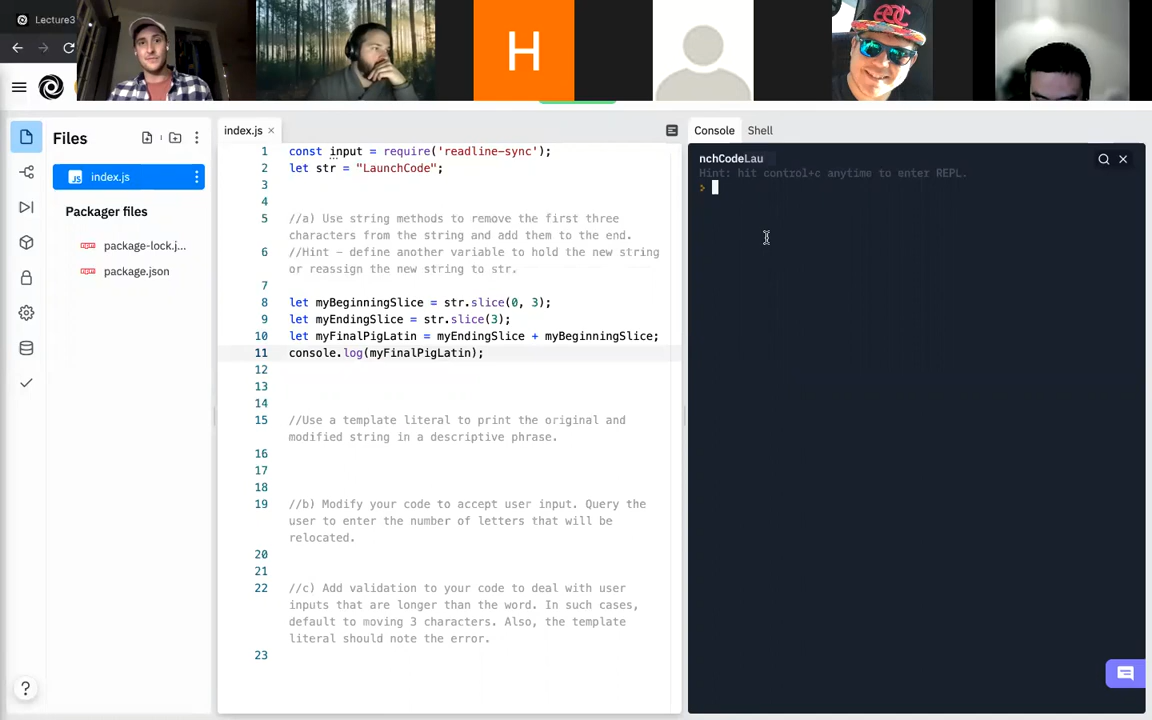 Lecture3
H
Files
index.js
Packager files
package-lock.j...
package.json
index.js ×
1 const input = require('readline-sync');
2 let str = "LaunchCode";
3
4
5 //a) Use string methods to remove the first three
characters from the string and add them to the end.
6 //Hint - define another variable to hold the new string
or reassign the new string to str.
7
8 let myBeginningSlice = str.slice(0, 3);
9 let myEndingSlice = str.slice(3);
10 let myFinalPigLatin = myEndingSlice + myBeginningSlice;
11 console.log(myFinalPigLatin);
12
13
14
15 //Use a template literal to print the original and
modified string in a descriptive phrase.
16
17
18
19 //b) Modify your code to accept user input. Query the
user to enter the number of letters that will be
relocated.
20
21
22 //c) Add validation to your code to deal with user
inputs that are longer than the word. In such cases,
default to moving 3 characters. Also, the template
literal should note the error.
23
Console Shell
nchCodeLau
Hint: hit control+c anytime to enter REPL.
>
?